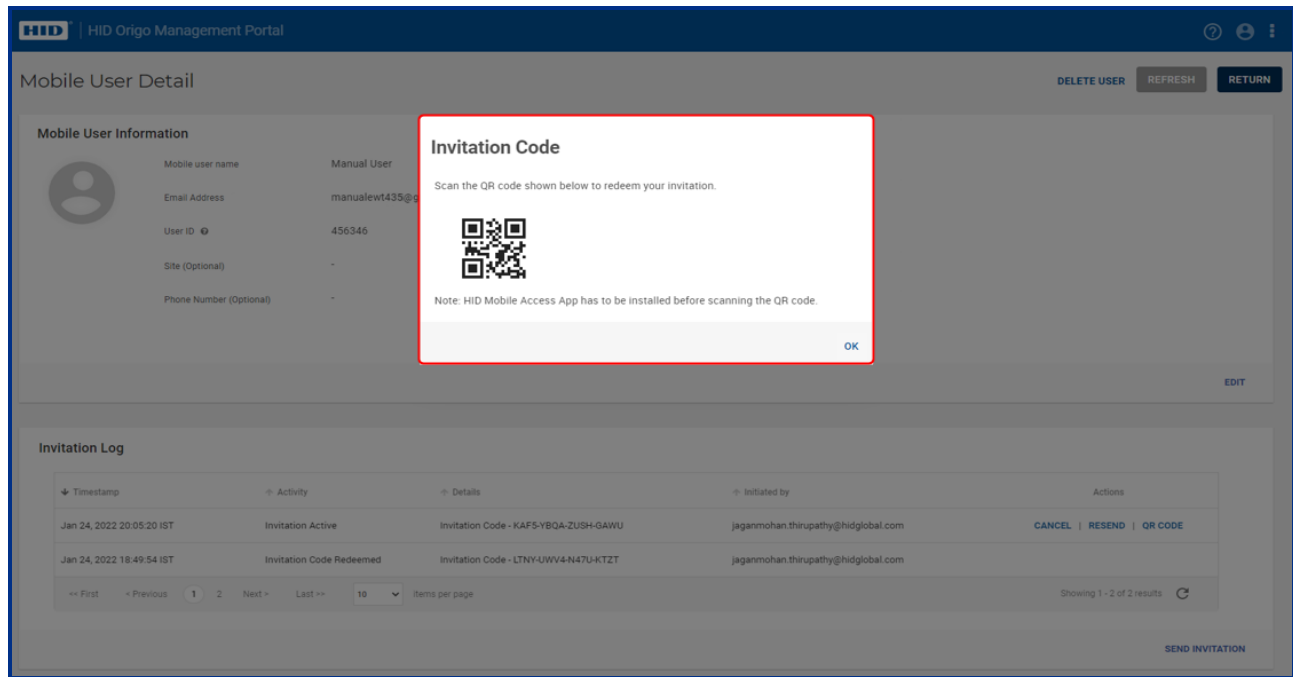 HID | HID Origo Management Portal
Mobile User Detail
DELETE USER REFRESH RETURN
Mobile User Information
Mobile user name Manual User
Email Address manualewt435@g
User ID 456346
Site (Optional) -
Phone Number (Optional) -
Invitation Code
Scan the QR code shown below to redeem your invitation.
Note: HID Mobile Access App has to be installed before scanning the QR code.
OK
EDIT
Invitation Log
Timestamp Activity Details Initiated by Actions
Jan 24, 2022 20:05:20 IST Invitation Active Invitation Code - KAF5-YBQA-ZUSH-GAWU jaganmohan.thirupathy@hidglobal.com CANCEL | RESEND | QR CODE
Jan 24, 2022 18:49:54 IST Invitation Code Redeemed Invitation Code - LTNY-UWV4-N47U-KTZT jaganmohan.thirupathy@hidglobal.com
<< First < Previous 1 2 Next > Last >> 10 items per page Showing 1 - 2 of 2 results
SEND INVITATION